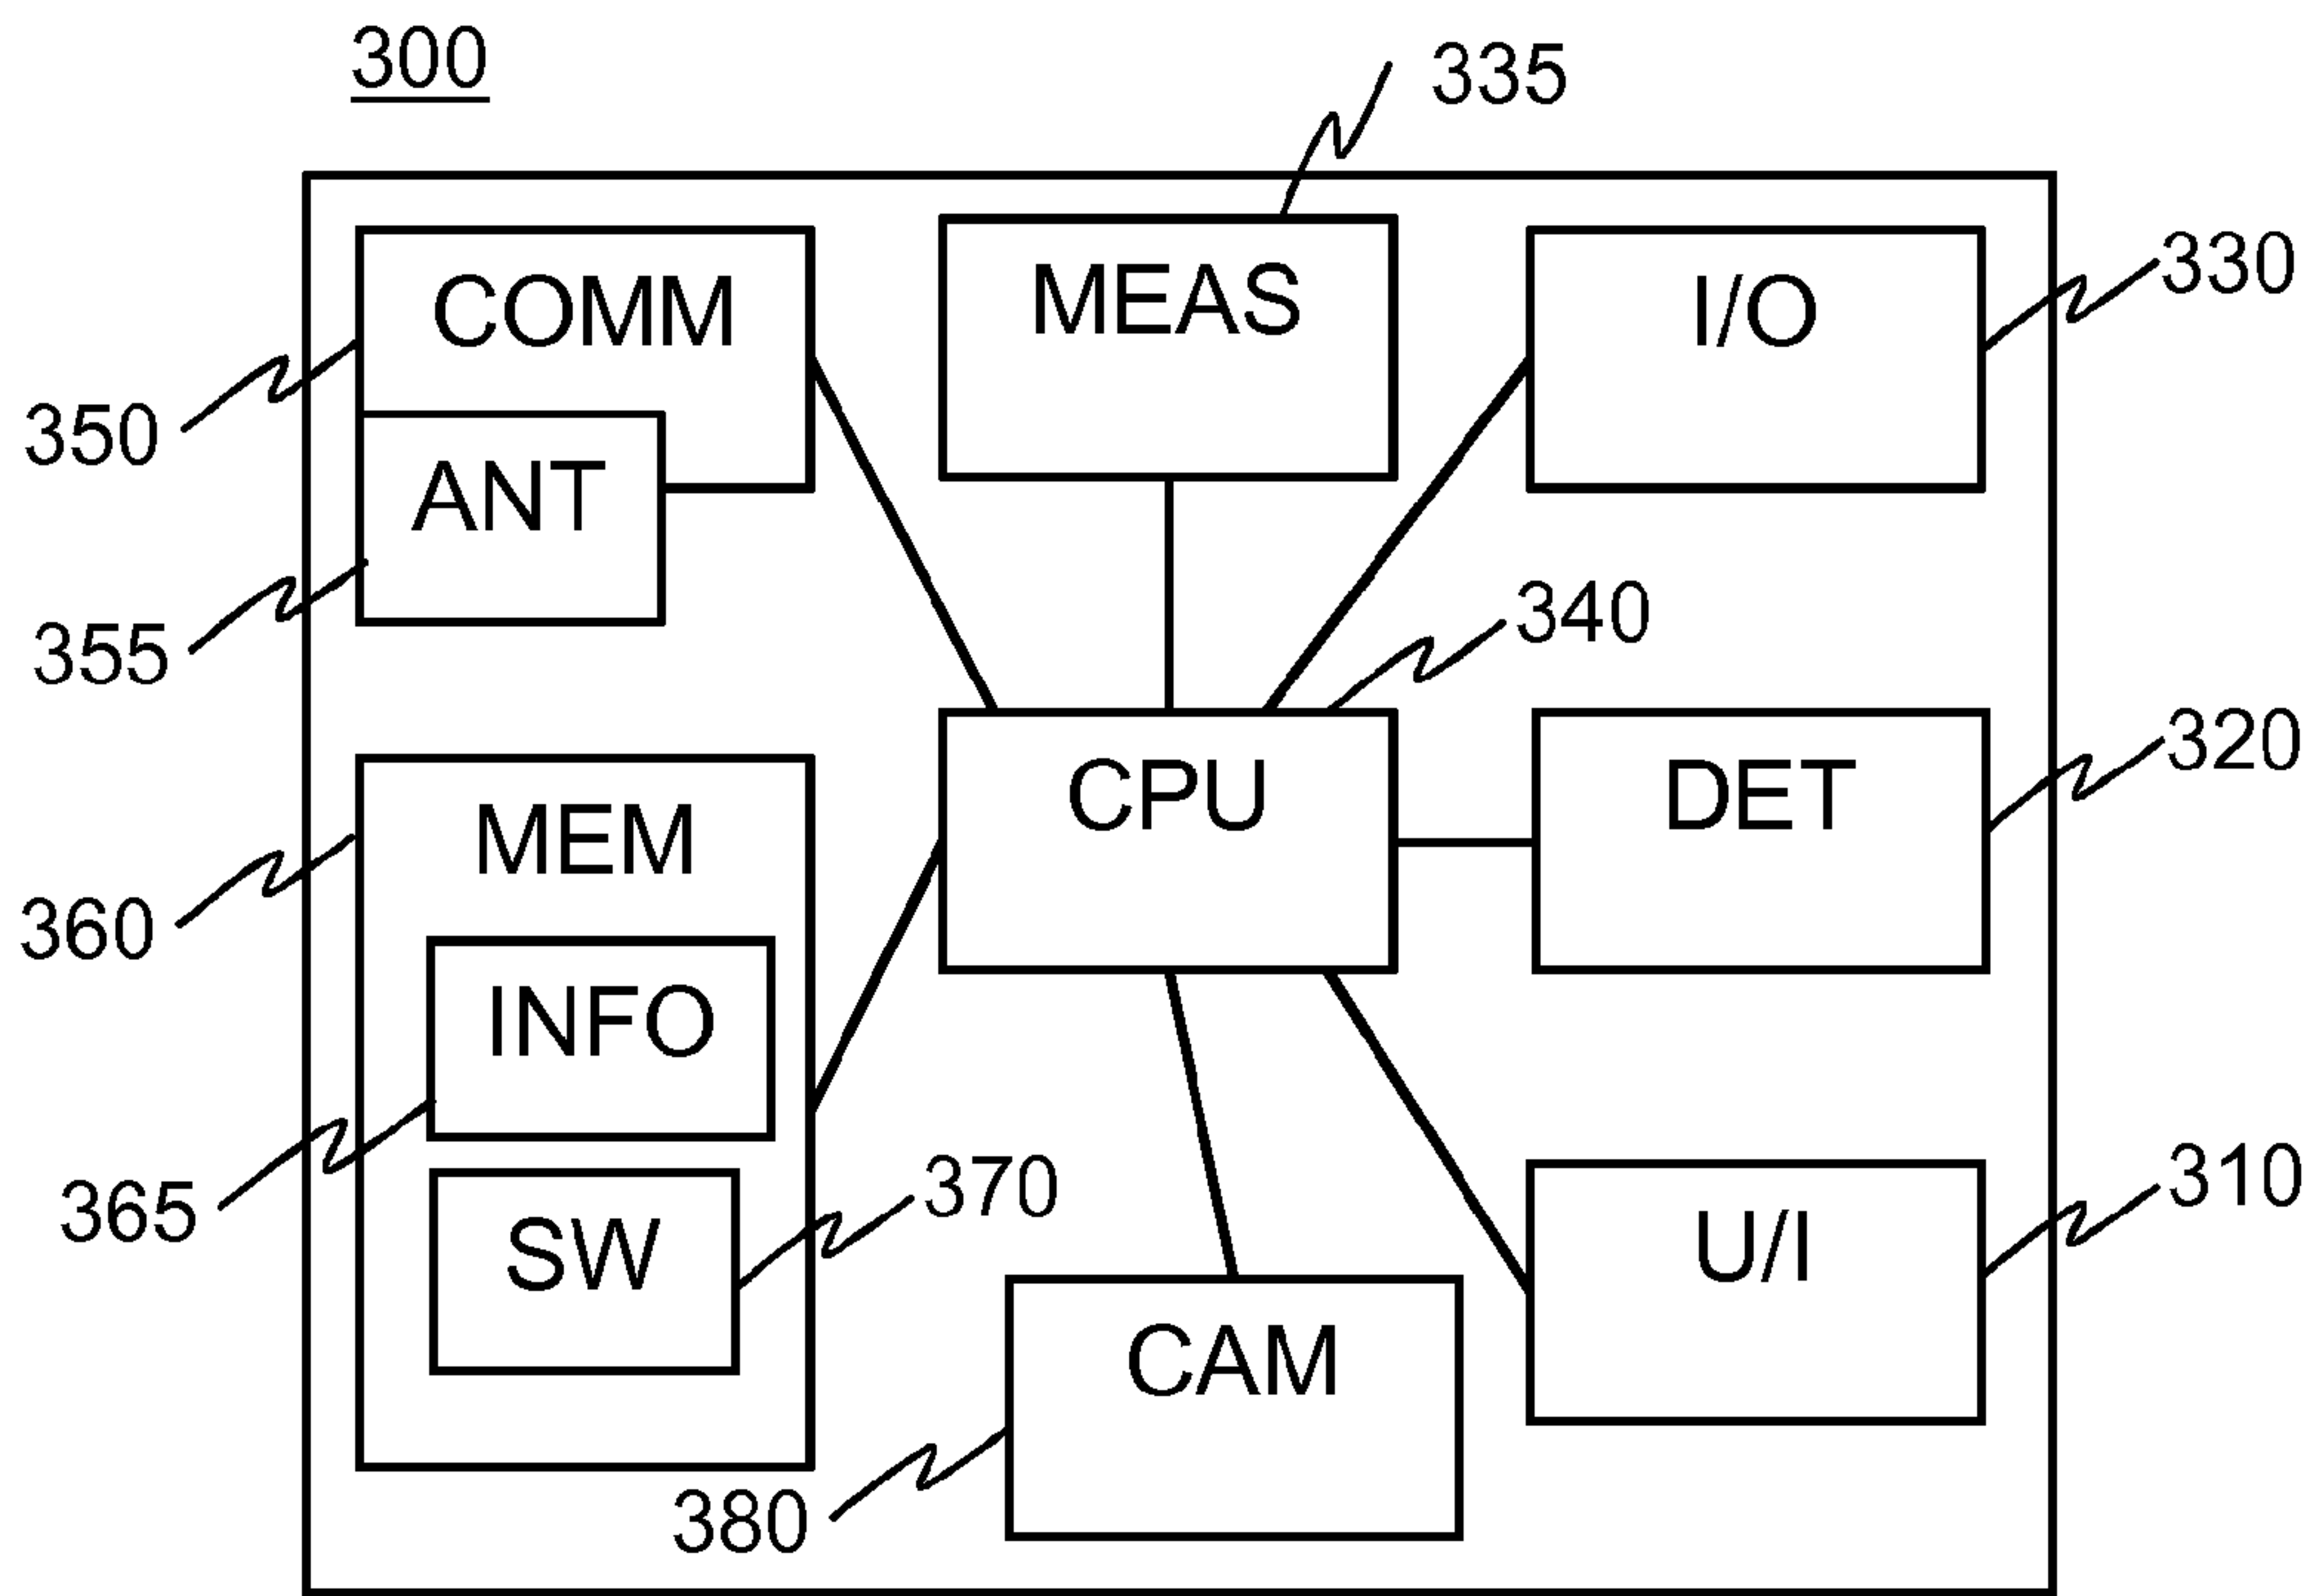 300
335
COMM
MEAS
I/O
330
350
ANT
355
340
MEM
CPU
DET
320
360
INFO
365
SW
370
U/I
310
CAM
380